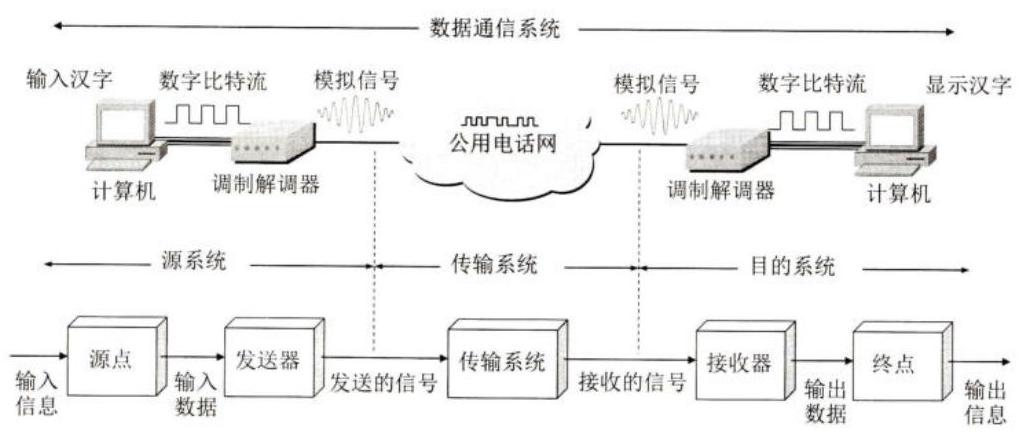 数据通信系统
输入汉字
数字比特流
模拟信号
模拟信号
数字比特流
显示汉字
公用电话网
计算机
调制解调器
调制解调器
计算机
源系统
传输系统
目的系统
源点
发送器
传输系统
接收器
终点
输入
信息
输入
数据
发送的信号
接收的信号
输出
数据
输出
信息